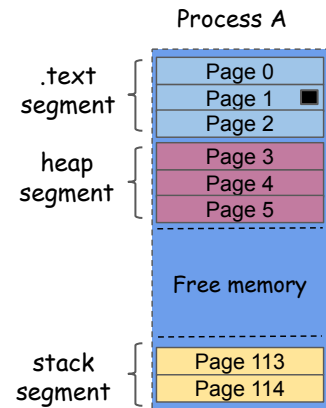 Process A
.text
segment
Page 0
Page 1
Page 2
heap
segment
Page 3
Page 4
Page 5
Free memory
stack
segment
Page 113
Page 114